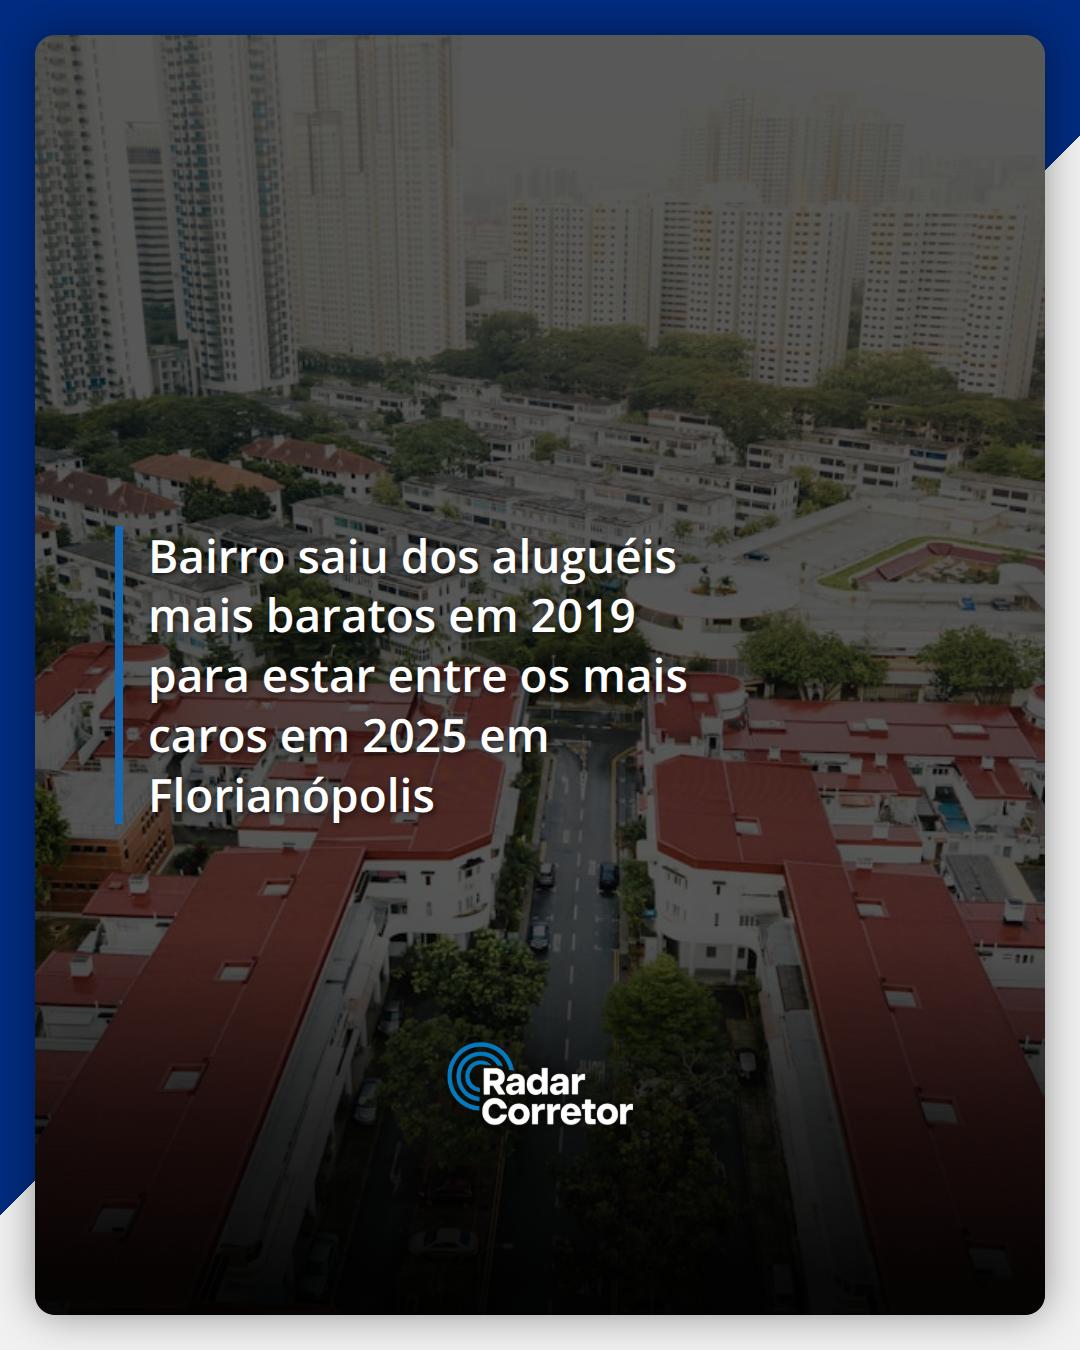 Bairro saiu dos aluguéis
mais baratos em 2019
para estar entre os mais
caros em 2025 em
Florianópolis
Radar
Corretor